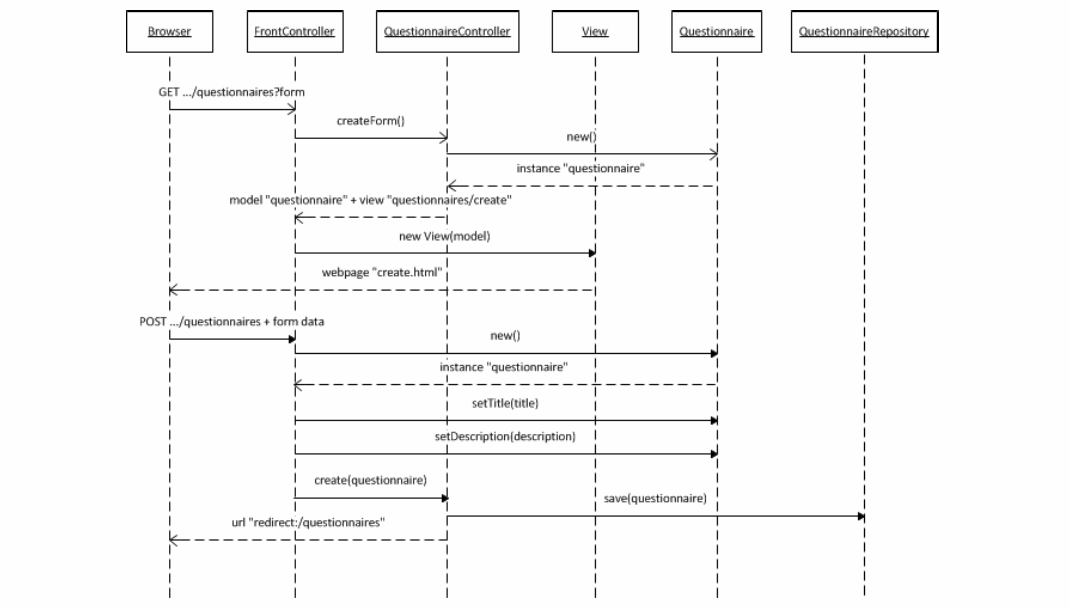 Browser
FrontController
QuestionnaireController
View
Questionnaire
QuestionnaireRepository
GET .../questionnaires?form
createForm()
new()
instance "questionnaire"
model "questionnaire" + view "questionnaires/create"
new View(model)
webpage "create.html"
POST .../questionnaires + form data
new()
instance "questionnaire"
setTitle(title)
setDescription(description)
create(questionnaire)
save(questionnaire)
url "redirect:/questionnaires"